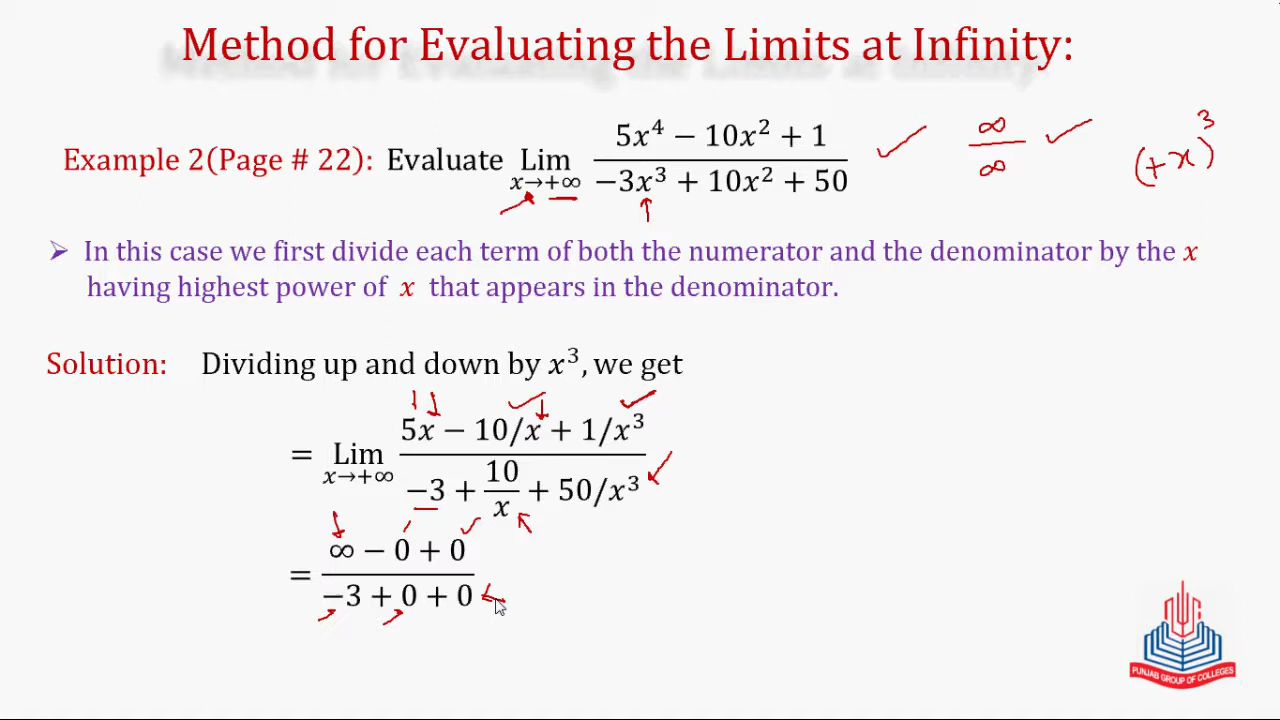 Method for Evaluating the Limits at Infinity:
Example 2(Page # 22): Evaluate Lim x→+∞ (5x⁴ − 10x² + 1)/(−3x³ + 10x² + 50) ∞/∞ (+x)³
➢ In this case we first divide each term of both the numerator and the denominator by the x
having highest power of x that appears in the denominator.
Solution: Dividing up and down by x³, we get
= Lim x→+∞ (5x − 10/x + 1/x³)/(−3 + 10/x + 50/x³)
= (∞ − 0 + 0)/(−3 + 0 + 0)
PUNJAB GROUP OF COLLEGES